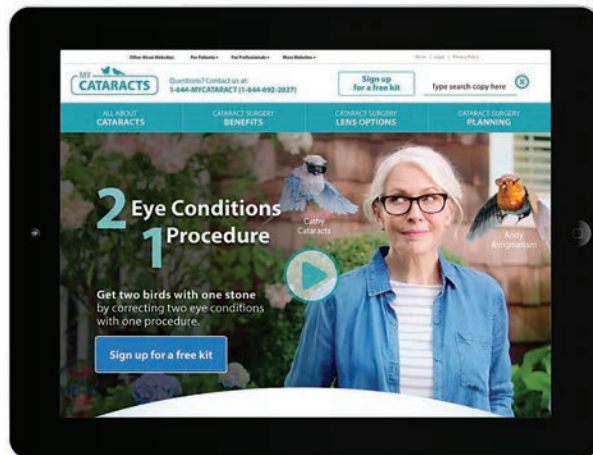 Other Alcon Websites: For Patients For Professionals More Websites
About | Legal | Privacy Policy
MY
CATARACTS
Questions? Contact us at:
1-844-MYCATARACT (1-844-692-2827)
Sign up
for a free kit
Type search copy here
ALL ABOUT
CATARACTS
CATARACT SURGERY
BENEFITS
CATARACT SURGERY
LENS OPTIONS
CATARACT SURGERY
PLANNING
2 Eye Conditions
1 Procedure
Cathy
Cataracts
Andy
Astigmatism
Get two birds with one stone
by correcting two eye conditions
with one procedure.
Sign up for a free kit